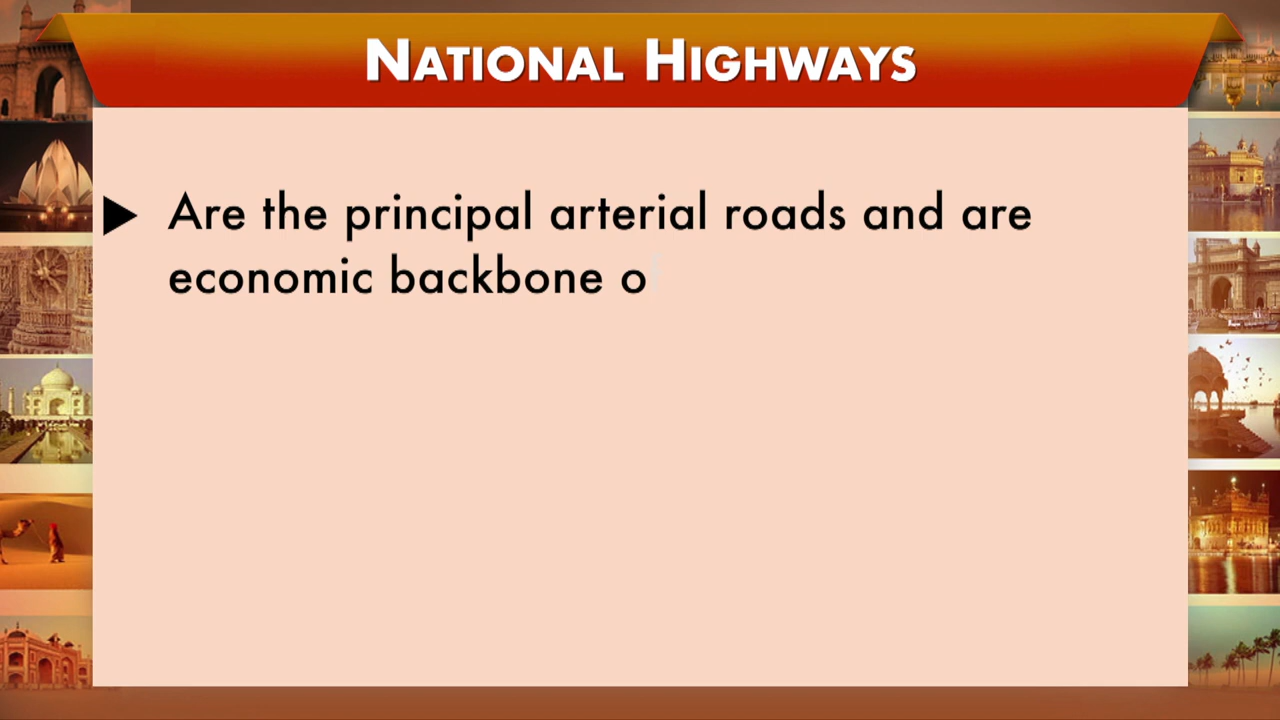 NATIONAL HIGHWAYS
Are the principal arterial roads and are
economic backbone o